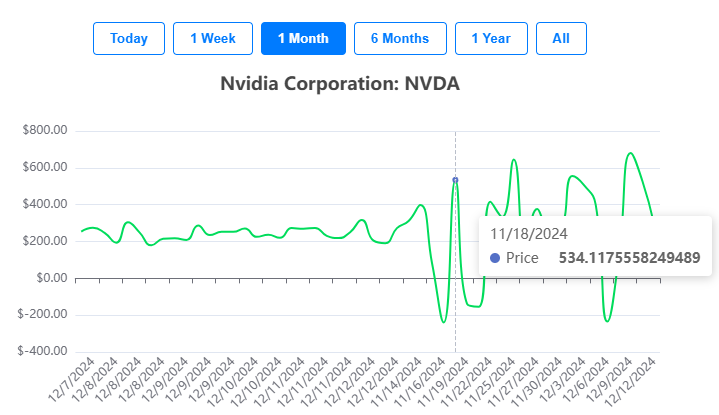 Today 1 Week 1 Month 6 Months 1 Year All
Nvidia Corporation: NVDA
$800.00
$600.00
$400.00
$200.00
$0.00
$-200.00
$-400.00
11/18/2024
Price 534.1175558249489
12/7/2024 12/8/2024 12/8/2024 12/8/2024 12/9/2024 12/9/2024 12/10/2024 12/10/2024 12/11/2024 12/11/2024 12/11/2024 12/12/2024 12/12/2024 11/14/2024 11/16/2024 11/19/2024 11/22/2024 11/25/2024 11/27/2024 11/30/2024 12/3/2024 12/6/2024 12/9/2024 12/12/2024